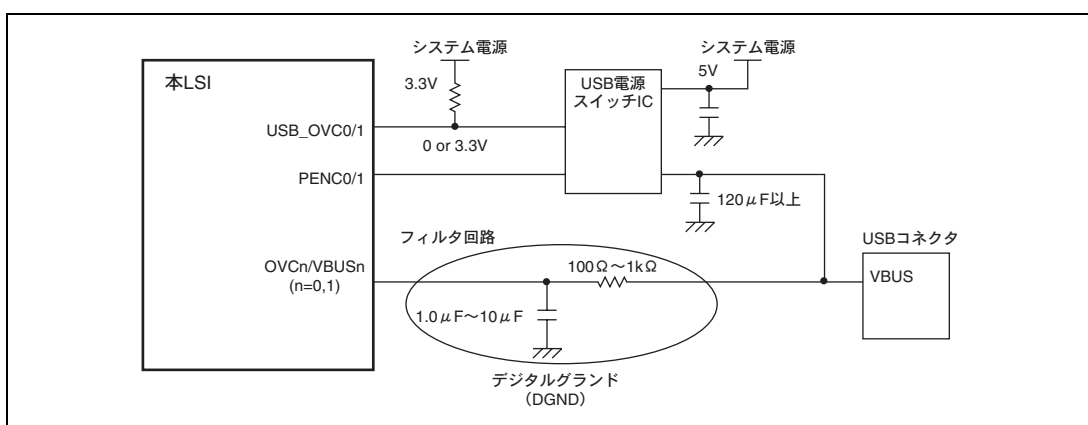 システム電源
システム電源
3.3V
5V
本LSI
USB電源
スイッチIC
USB_OVC0/1
0 or 3.3V
PENC0/1
120μF以上
フィルタ回路
USBコネクタ
OVCn/VBUSn
(n=0,1)
100Ω～1kΩ
VBUS
1.0μF～10μF
デジタルグランド
（DGND）